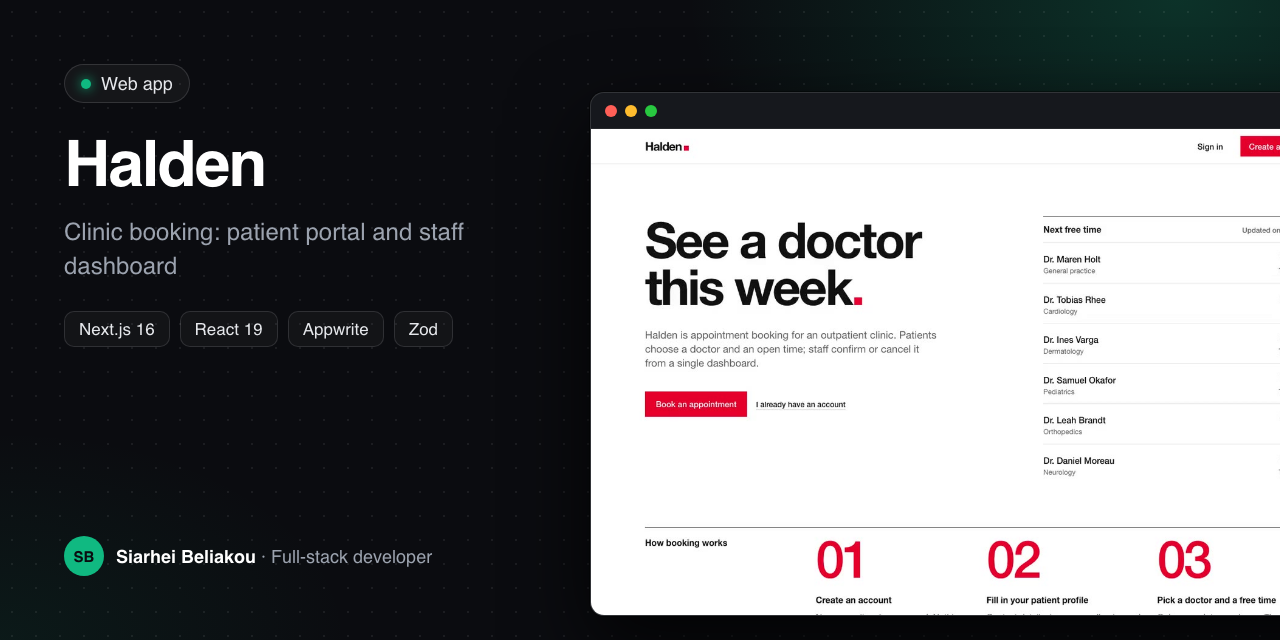 Web app
Halden
Clinic booking: patient portal and staff
dashboard
Next.js 16
React 19
Appwrite
Zod
SB
Siarhei Beliakou · Full-stack developer
Halden
Sign in
Create a
See a doctor
this week.
Halden is appointment booking for an outpatient clinic. Patients
choose a doctor and an open time; staff confirm or cancel it
from a single dashboard.
Book an appointment
I already have an account
Next free time
Updated on
Dr. Maren Holt
General practice
Dr. Tobias Rhee
Cardiology
Dr. Ines Varga
Dermatology
Dr. Samuel Okafor
Pediatrics
Dr. Leah Brandt
Orthopedics
Dr. Daniel Moreau
Neurology
How booking works
01
Create an account
02
Fill in your patient profile
03
Pick a doctor and a free time